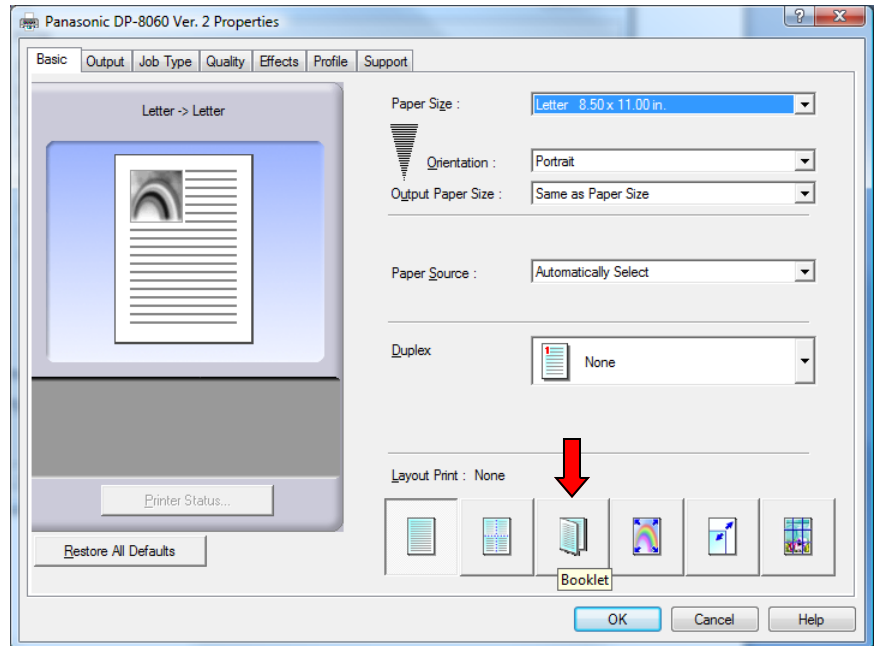 Panasonic DP-8060 Ver. 2 Properties
Basic Output Job Type Quality Effects Profile Support
Letter -> Letter
Paper Size : Letter 8.50 x 11.00 in.
Orientation : Portrait
Output Paper Size : Same as Paper Size
Paper Source : Automatically Select
Duplex
1
None
Layout Print : None
Printer Status...
Restore All Defaults
Booklet
OK Cancel Help